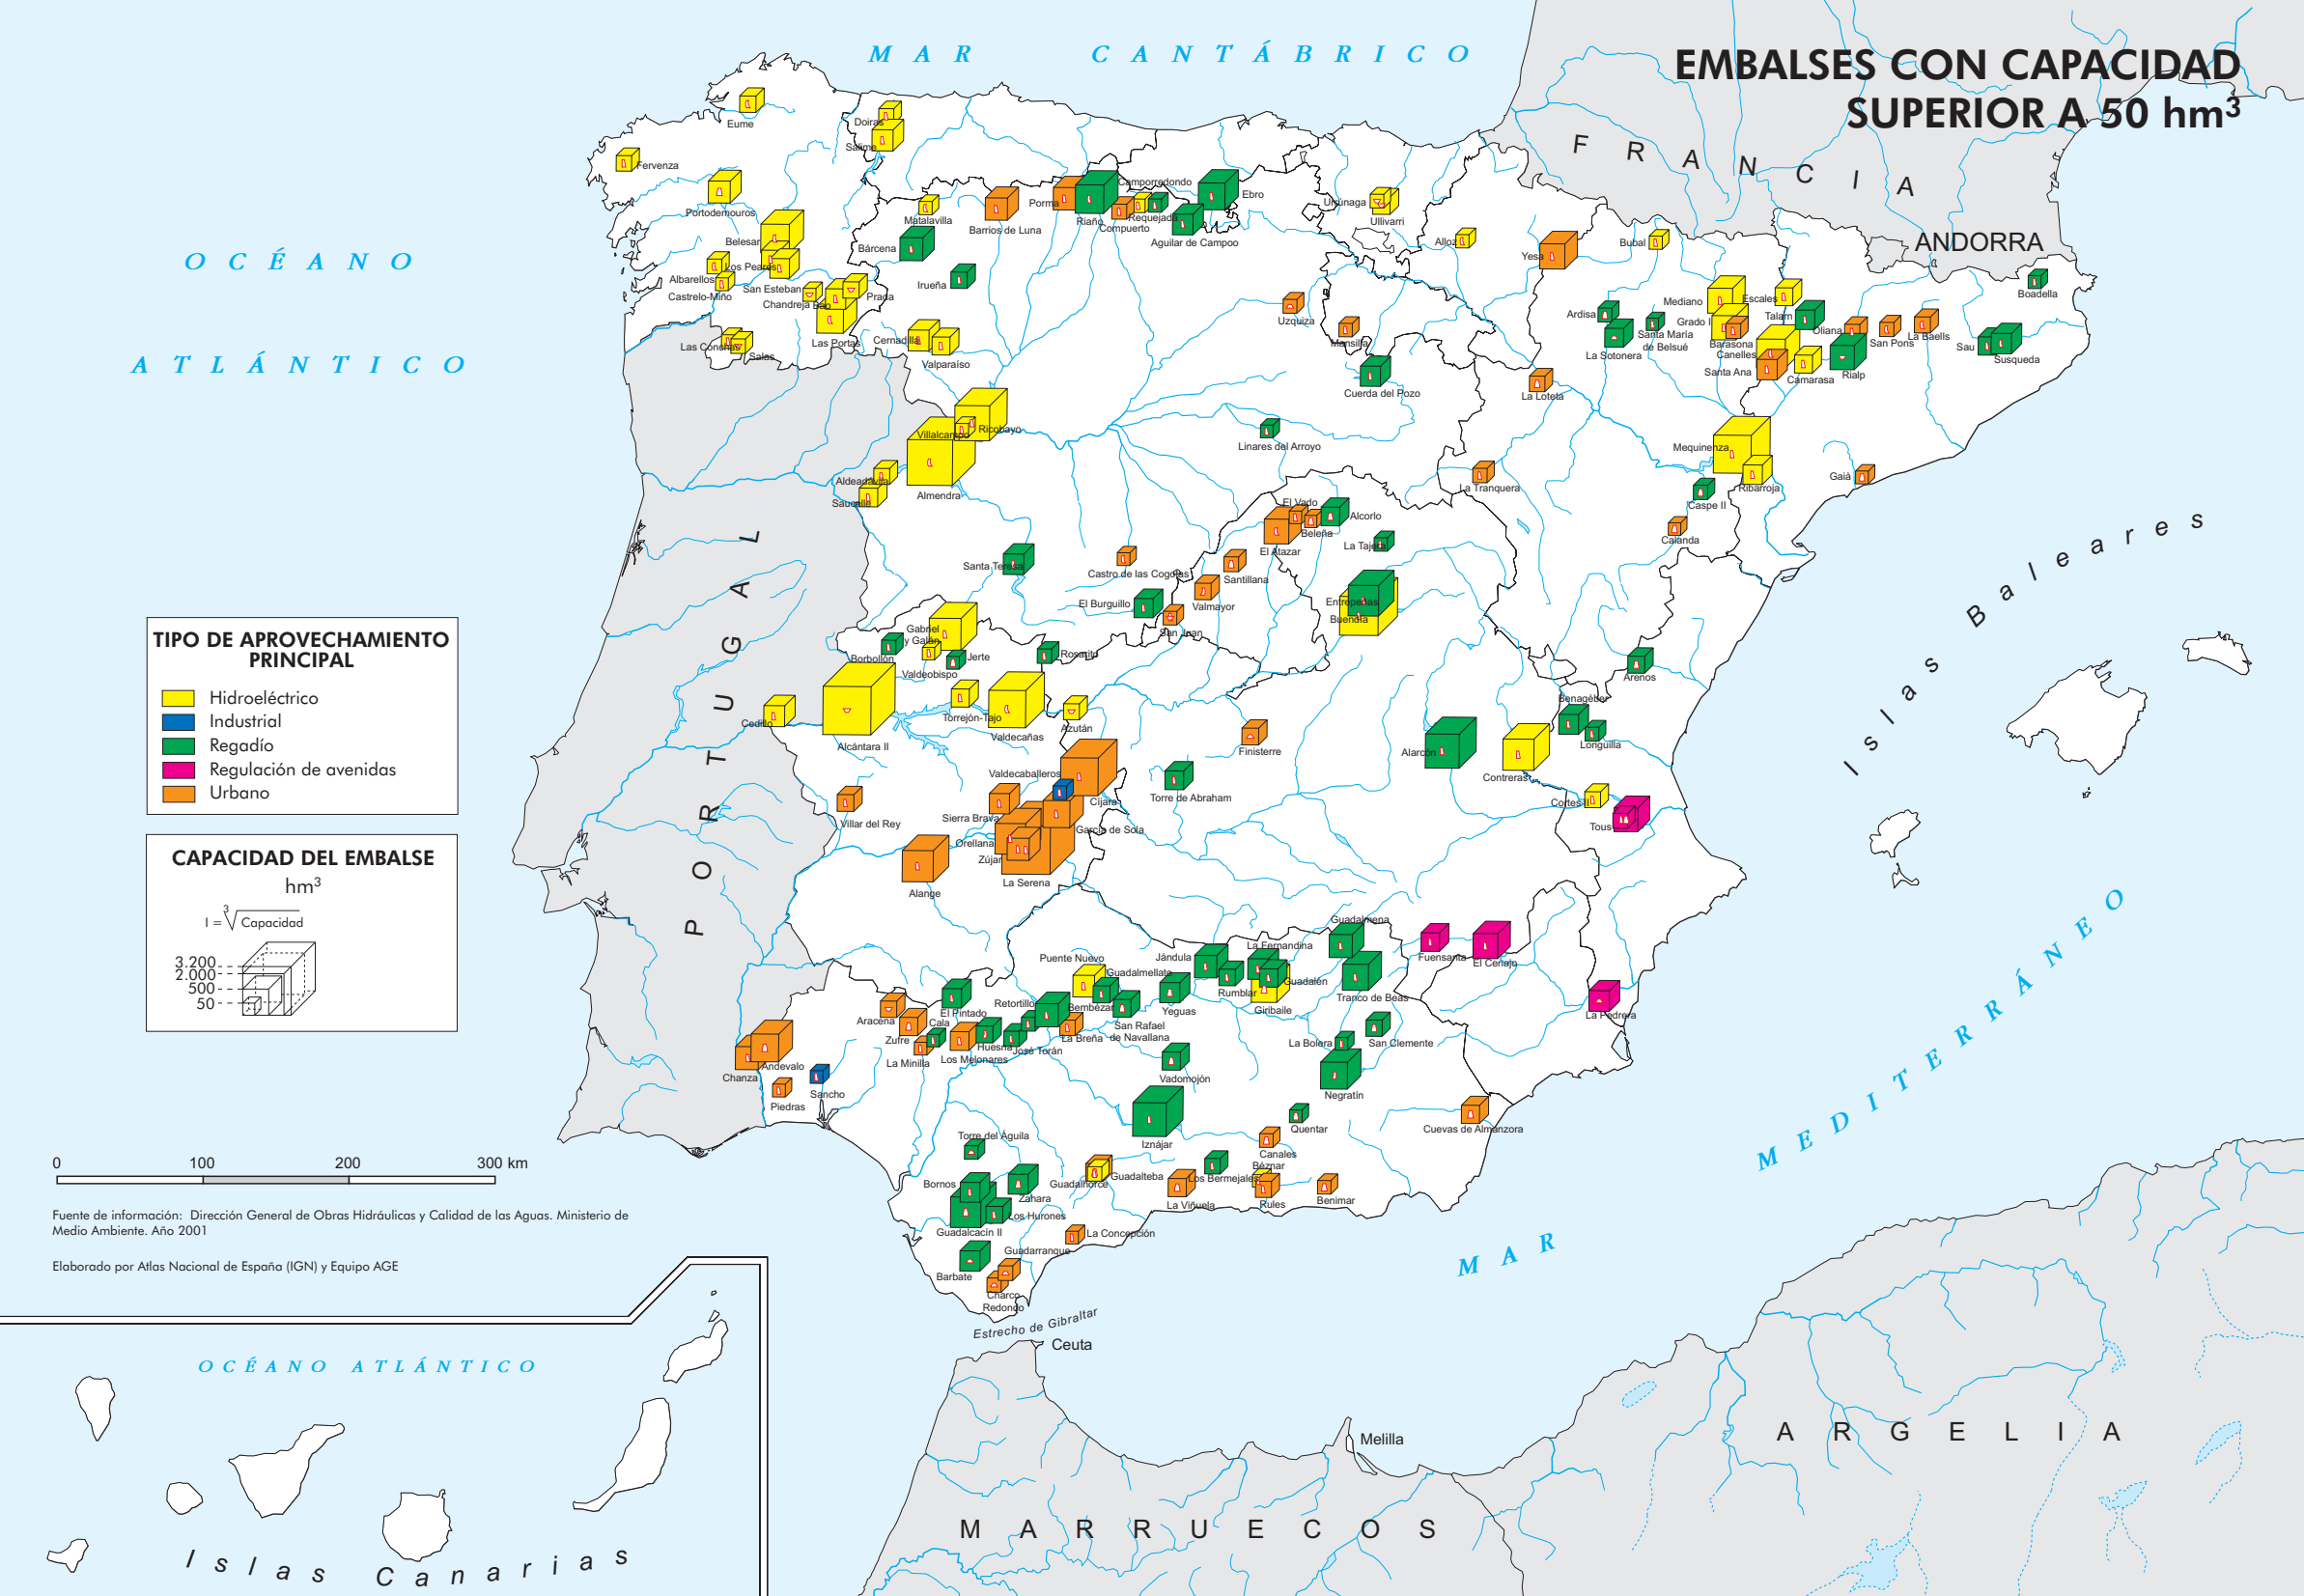 EMBALSES CON CAPACIDAD
SUPERIOR A 50 hm³
MAR CANTÁBRICO
OCÉANO
ATLÁNTICO
FRANCIA
ANDORRA
PORTUGAL
Islas Baleares
MAR
MEDITERRÁNEO
Eume
Fervenza
Portodemouros
Belesar
Los Peares
Albarellos
Castrelo-Miño
San Esteban
Chandreja
Bao
Prada
Las Portas
Las Conchas
Salas
Doiras
Salime
Matalavilla
Bárcena
Barrios de Luna
Irueña
Porma
Riaño
Camporredondo
Compuerto
Requejada
Aguilar de Campoo
Ebro
Urúnaga
Ullivarri
Alloz
Yesa
Bubal
Uzquiza
Mansilla
Cuerda del Pozo
Cernadilla
Valparaíso
Villalcampo
Ricobayo
Almendra
Aldeadávila
Saucelle
Linares del Arroyo
La Loteta
La Tranquera
Ardisa
La Sotonera
Santa María
de Belsué
Mediano
Grado I
Barasona
Canelles
Santa Ana
Escales
Talarn
Camarasa
Oliana
Rialp
San Pons
La Baells
Sau
Susqueda
Boadella
Mequinenza
Ribarroja
Gaià
Caspe II
Calanda
Santa Teresa
Castro de las Cogotas
El Burguillo
San Juan
Valmayor
Santillana
El Atazar
El Vado
Beleña
Alcorlo
La Tajera
Entrepeñas
Buendía
Gabriel
y Galán
Borbollón
Valdeobispo
Jerte
Rosarito
Cedillo
Alcántara II
Torrejón-Tajo
Valdecañas
Azután
Finisterre
Alarcón
Contreras
Arenos
Benagéber
Loriguilla
Cortes II
Tous
Torre de Abraham
Valdecaballeros
Cíjara
García de Sola
Sierra Brava
Orellana
Zújar
La Serena
Villar del Rey
Alange
Fuensanta
El Cenajo
La Pedrera
Guadalmena
La Fernandina
Guadalén
Giribaile
Tranco de Beas
Jándula
Rumblar
Yeguas
Puente Nuevo
Guadalmellato
San Rafael
de Navallana
Bembézar
Retortillo
La Breña
José Torán
Huesna
Los Melonares
El Pintado
Cala
La Minilla
Zufre
Aracena
Chanza
Andevalo
Piedras
Sancho
Vadomojón
La Bolera
San Clemente
Negratín
Iznájar
Quentar
Canales
Cuevas de Almanzora
Torre del Águila
Bornos
Zahara
Guadalcacín II
Los Hurones
Barbate
Guadarranque
Charco
Redondo
La Concepción
Guadalhorce
Guadalteba
La Viñuela
Los Bermejales
Béznar
Rules
Benimar
Estrecho de Gibraltar
Ceuta
Melilla
MARRUECOS
ARGELIA
TIPO DE APROVECHAMIENTO
PRINCIPAL
Hidroeléctrico
Industrial
Regadío
Regulación de avenidas
Urbano
CAPACIDAD DEL EMBALSE
hm³
l = ∛Capacidad
3.200
2.000
500
50
0 100 200 300 km
Fuente de información: Dirección General de Obras Hidráulicas y Calidad de las Aguas. Ministerio de
Medio Ambiente. Año 2001
Elaborado por Atlas Nacional de España (IGN) y Equipo AGE
OCÉANO ATLÁNTICO
Islas Canarias